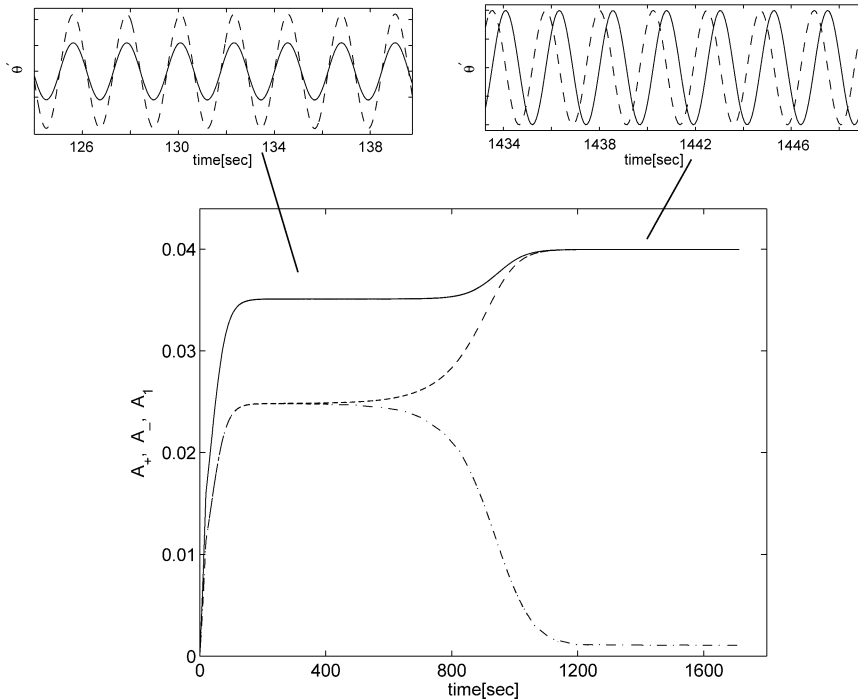 θ′
126 130 134 138
time[sec]
θ′
1434 1438 1442 1446
time[sec]
A+, A−, A1
0.04
0.03
0.02
0.01
0
0 400 800 1200 1600
time[sec]